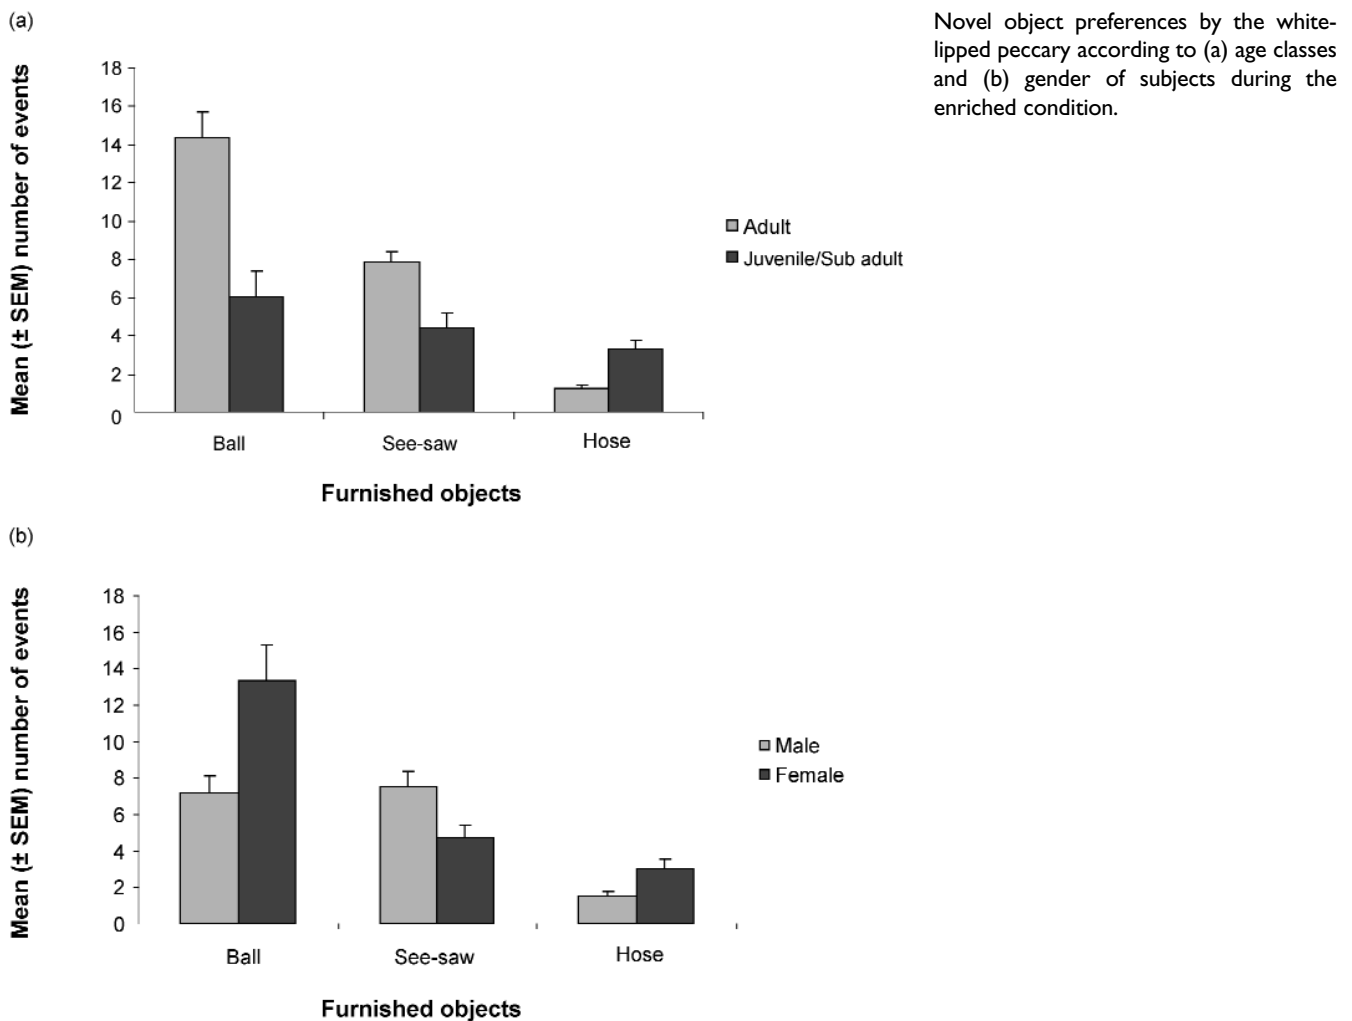 (a)
Novel object preferences by the white-
lipped peccary according to (a) age classes
and (b) gender of subjects during the
enriched condition.
Mean (± SEM) number of events
18
16
14
12
10
8
6
4
2
0
Adult
Juvenile/Sub adult
Ball See-saw Hose
Furnished objects
(b)
Mean (± SEM) number of events
18
16
14
12
10
8
6
4
2
0
Male
Female
Ball See-saw Hose
Furnished objects